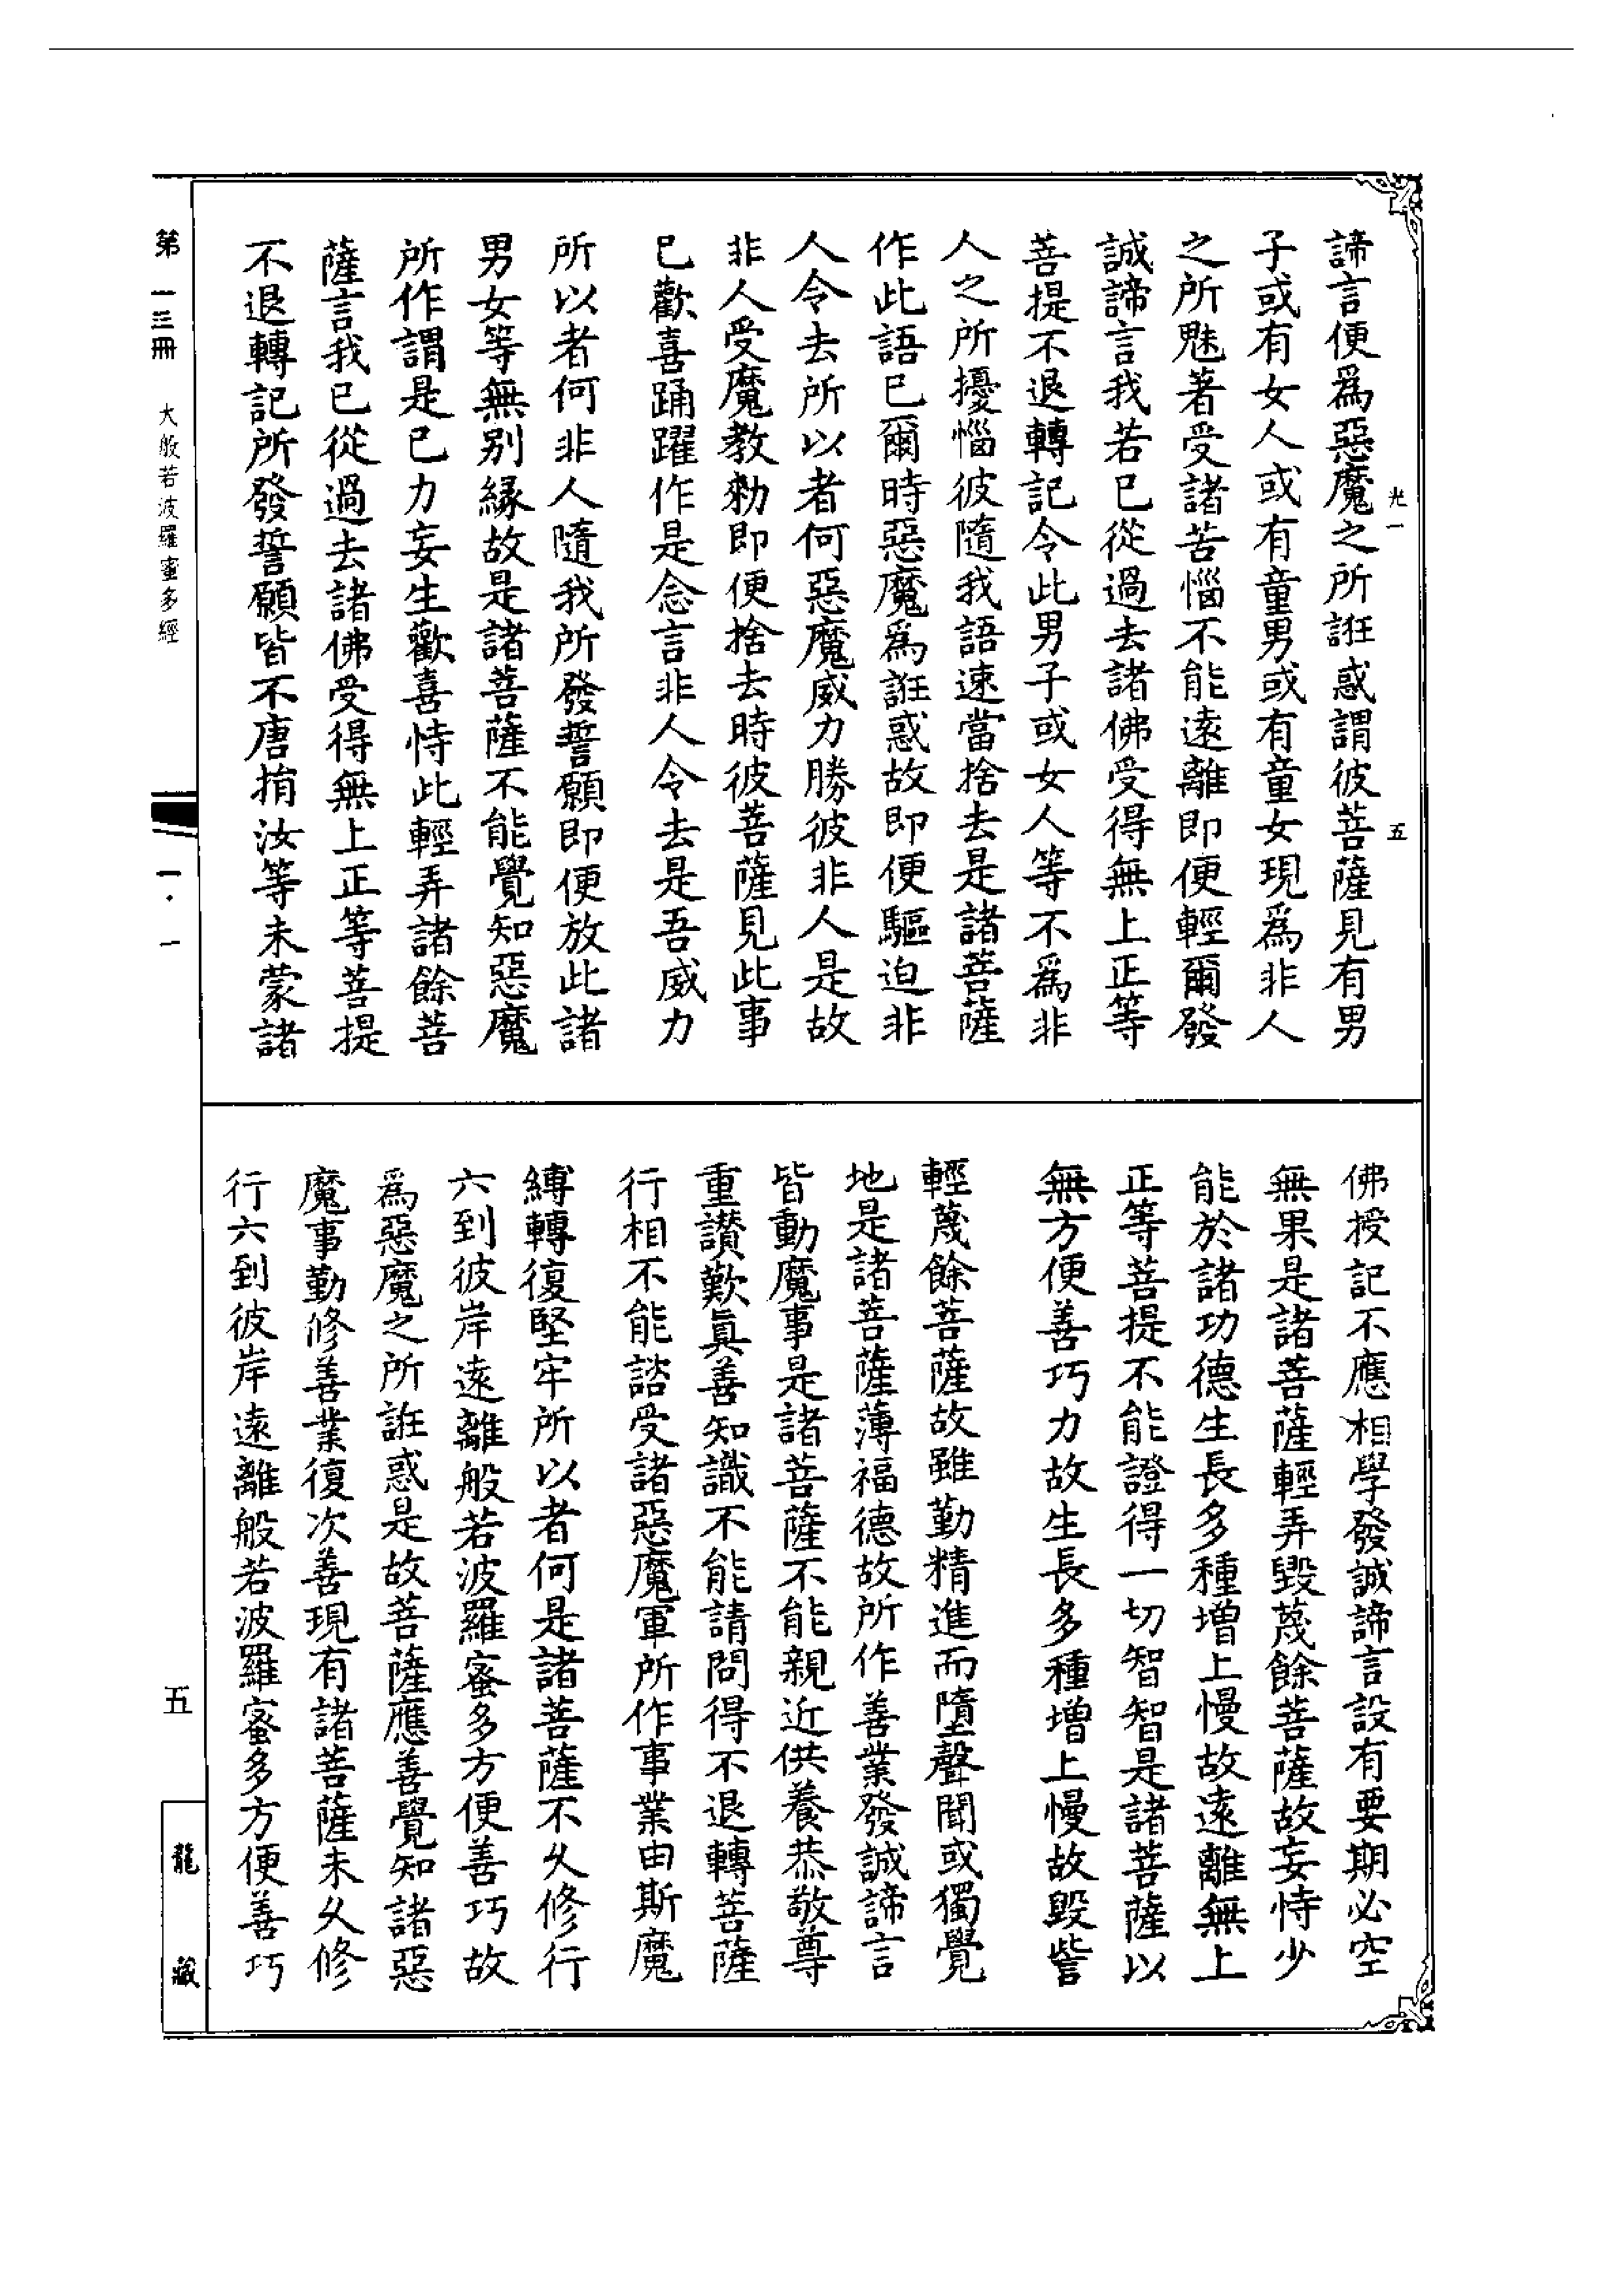 光一
五
諦言便為惡魔之所誑惑謂彼菩薩見有男
子或有女人或有童男或有童女現為非人
之所魅著受諸苦惱不能遠離即便輕爾發
誠諦言我若已從過去諸佛受得無上正等
菩提不退轉記令此男子或女人等不為非
人之所擾惱彼隨我語速當捨去是諸菩薩
作此語已爾時惡魔為誑惑故即便驅迫非
人令去所以者何惡魔威力勝彼非人是故
非人受魔教勑即便捨去時彼菩薩見此事
已歡喜踊躍作是念言非人令去是吾威力
所以者何非人隨我所發誓願即便放此諸
男女等無別緣故是諸菩薩不能覺知惡魔
所作謂是己力妄生歡喜恃此輕弄諸餘菩
薩言我已從過去諸佛受得無上正等菩提
不退轉記所發誓願皆不唐捐汝等未蒙諸
佛授記不應相學發誠諦言設有要期必空
無果是諸菩薩輕弄毀蔑餘菩薩故妄恃少
能於諸功德生長多種增上慢故遠離無上
正等菩提不能證得一切智智是諸菩薩以
無方便善巧力故生長多種增上慢故毀訾
輕蔑餘菩薩故雖勤精進而墮聲聞或獨覺
地是諸菩薩薄福德故所作善業發誠諦言
皆動魔事是諸菩薩不能親近供養恭敬尊
重讚歎真善知識不能請問得不退轉菩薩
行相不能諮受諸惡魔軍所作事業由斯魔
縛轉復堅牢所以者何是諸菩薩不久修行
六到彼岸遠離般若波羅蜜多方便善巧故
為惡魔之所誑惑是故菩薩應善覺知諸惡
魔事勤修善業復次善現有諸菩薩未久修
行六到彼岸遠離般若波羅蜜多方便善巧
第一三冊 大般若波羅蜜多經
一·一
五
龍藏